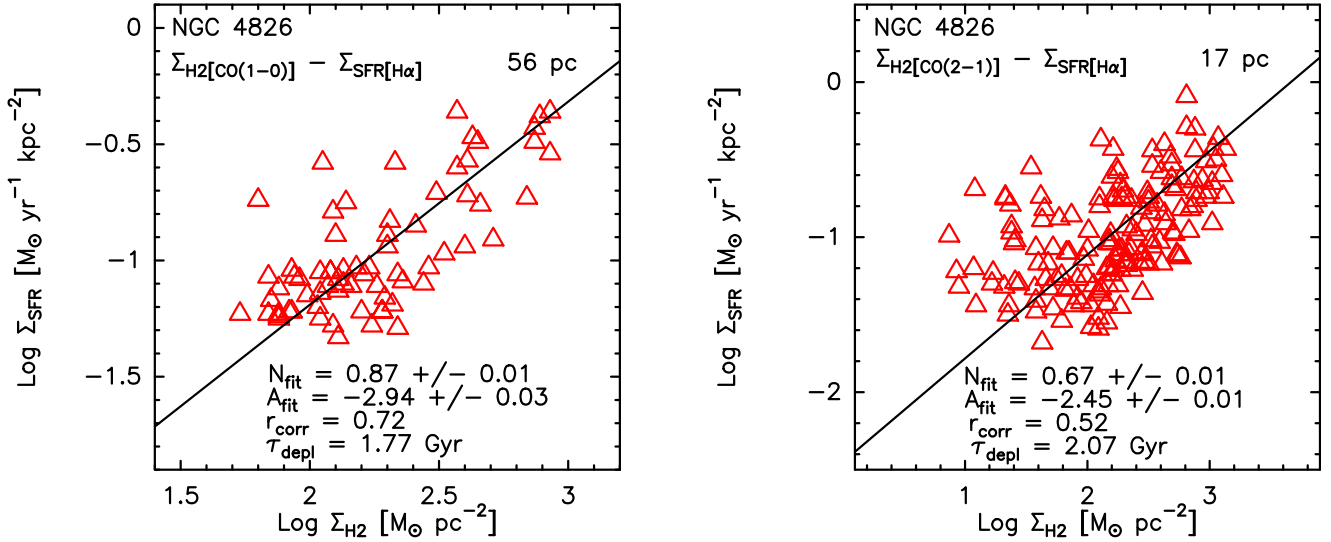 NGC 4826
Σ_H2[CO(1−0)] − Σ_SFR[Hα] 56 pc
0
−0.5
−1
−1.5
Log Σ_SFR [M_⊙ yr^−1 kpc^−2]
N_fit = 0.87 +/− 0.01
A_fit = −2.94 +/− 0.03
r_corr = 0.72
τ_depl = 1.77 Gyr
1.5 2 2.5 3
Log Σ_H2 [M_⊙ pc^−2]
NGC 4826
Σ_H2[CO(2−1)] − Σ_SFR[Hα] 17 pc
0
−1
−2
Log Σ_SFR [M_⊙ yr^−1 kpc^−2]
N_fit = 0.67 +/− 0.01
A_fit = −2.45 +/− 0.01
r_corr = 0.52
τ_depl = 2.07 Gyr
1 2 3
Log Σ_H2 [M_⊙ pc^−2]